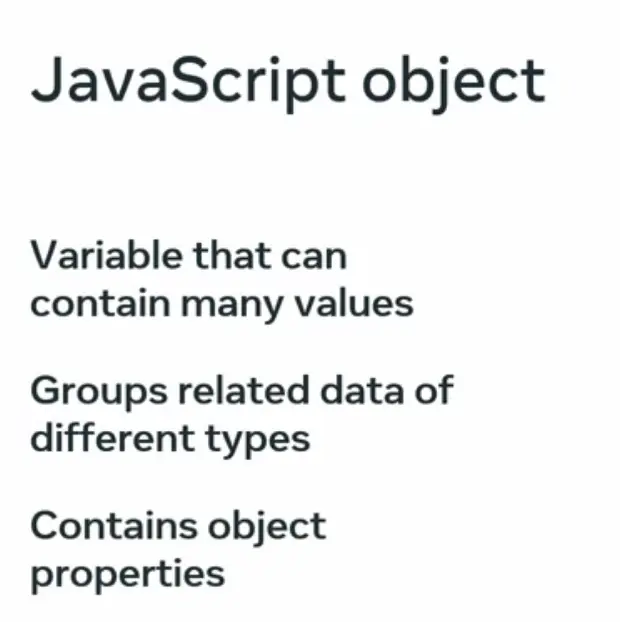 JavaScript object
Variable that can
contain many values
Groups related data of
different types
Contains object
properties